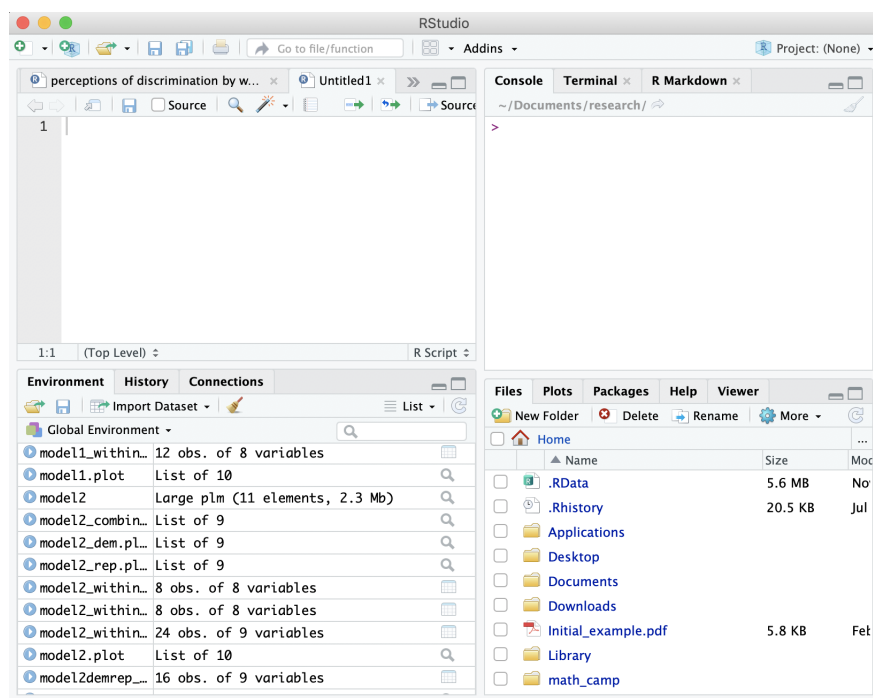 RStudio
Go to file/function Addins Project: (None)
perceptions of discrimination by w... × Untitled1 ×
Source Source
1
1:1 (Top Level) R Script
Environment History Connections
Import Dataset List
Global Environment
model1_within… 12 obs. of 8 variables
model1.plot List of 10
model2 Large plm (11 elements, 2.3 Mb)
model2_combin… List of 9
model2_dem.pl… List of 9
model2_rep.pl… List of 9
model2_within… 8 obs. of 8 variables
model2_within… 8 obs. of 8 variables
model2_within… 24 obs. of 9 variables
model2.plot List of 10
model2demrep_… 16 obs. of 9 variables
Console Terminal × R Markdown ×
~/Documents/research/
>
Files Plots Packages Help Viewer
New Folder Delete Rename More
Home ...
Name Size Moc
.RData 5.6 MB No
.Rhistory 20.5 KB Jul
Applications
Desktop
Documents
Downloads
Initial_example.pdf 5.8 KB Feb
Library
math_camp